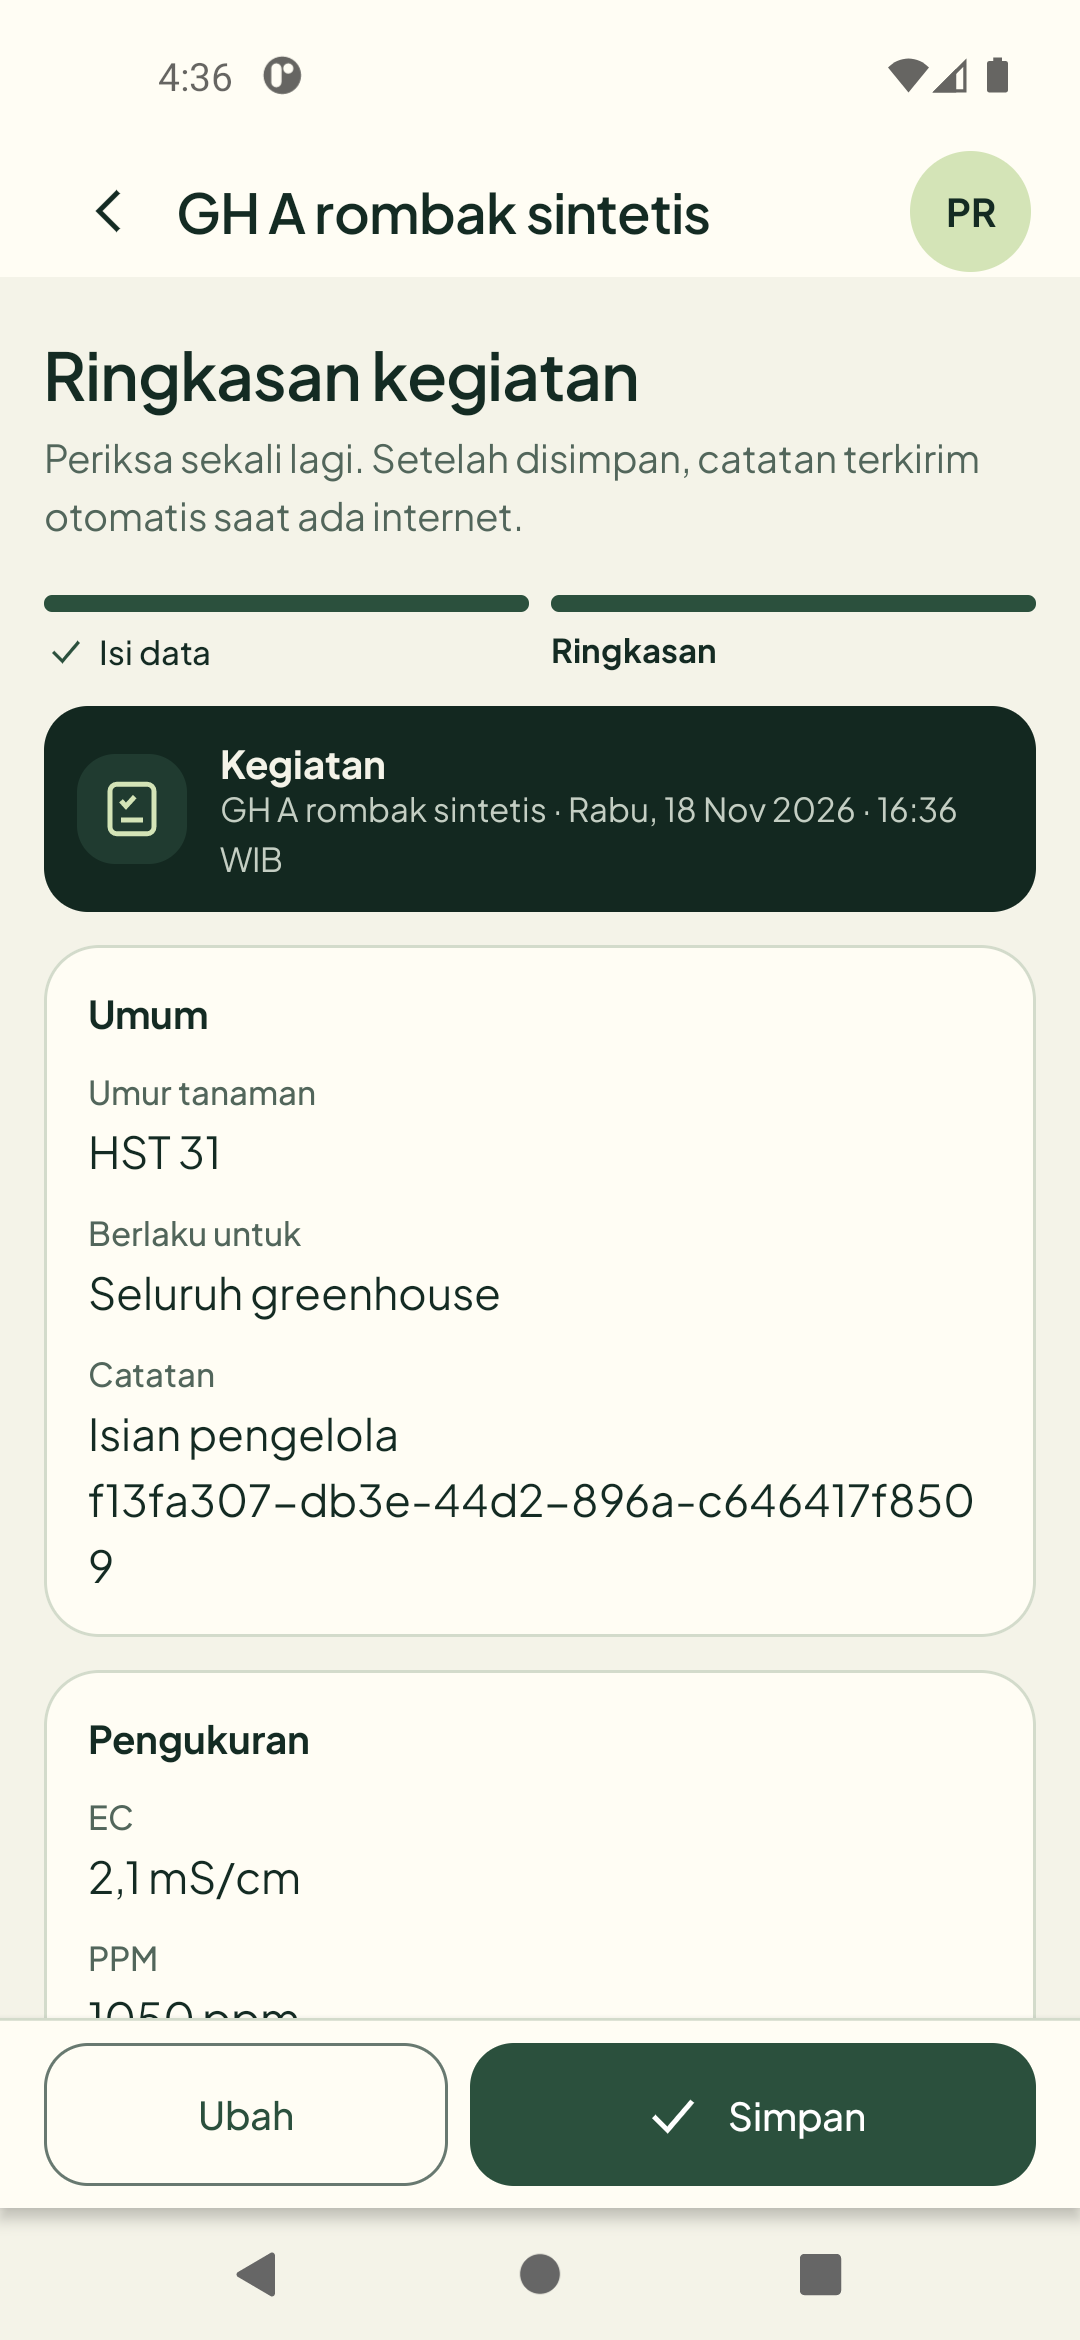 4:36
GH A rombak sintetis
PR
Ringkasan kegiatan
Periksa sekali lagi. Setelah disimpan, catatan terkirim
otomatis saat ada internet.
Isi data
Ringkasan
Kegiatan
GH A rombak sintetis · Rabu, 18 Nov 2026 · 16:36
WIB
Umum
Umur tanaman
HST 31
Berlaku untuk
Seluruh greenhouse
Catatan
Isian pengelola
f13fa307-db3e-44d2-896a-c646417f850
9
Pengukuran
EC
2,1 mS/cm
PPM
1050 ppm
Ubah
Simpan